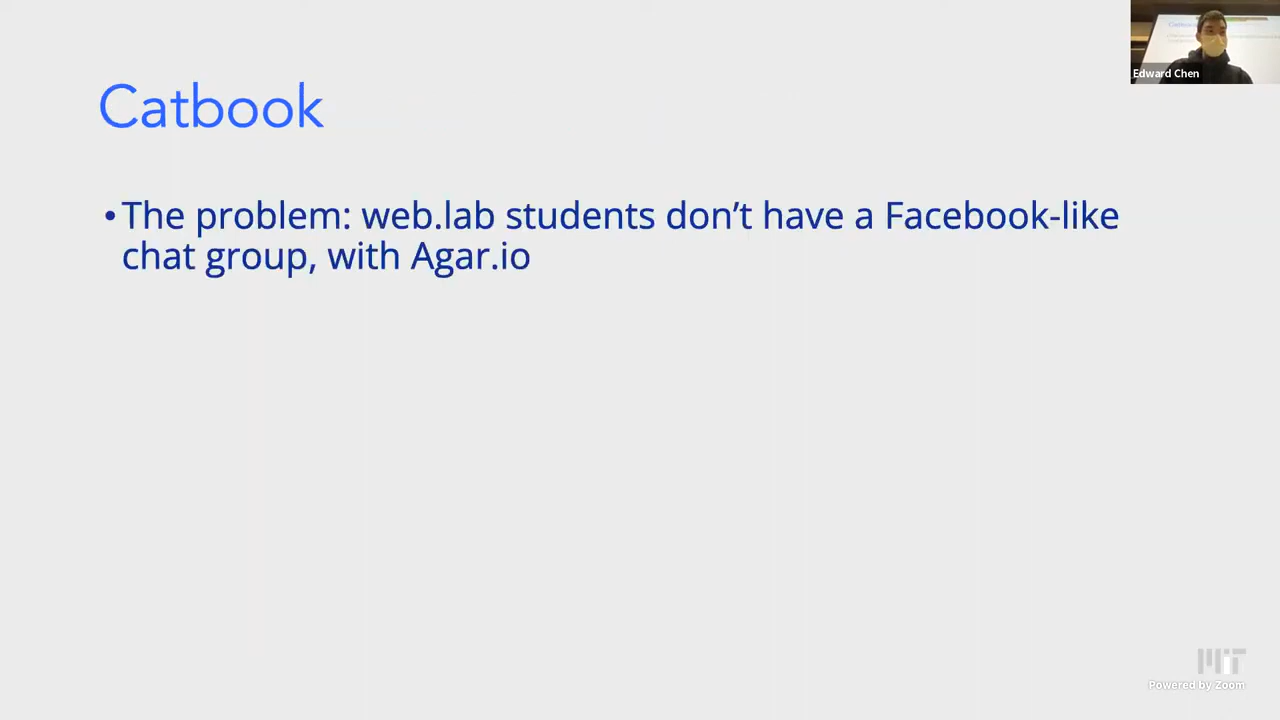 Catbook
Edward Chen
•The problem: web.lab students don’t have a Facebook-like
chat group, with Agar.io
MIT
Powered by Zoom